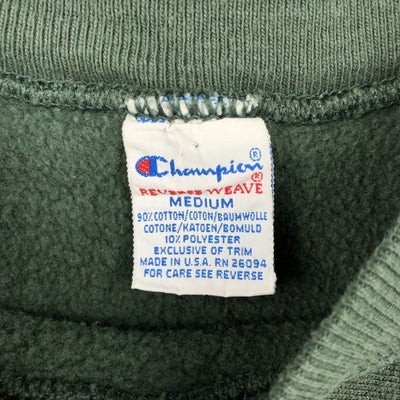 Champion®
REVERSE WEAVE®
MEDIUM
90% COTTON/COTON/BAUMWOLLE
COTONE/KATOEN/BOMULD
10% POLYESTER
EXCLUSIVE OF TRIM
MADE IN U.S.A. RN 26094
FOR CARE SEE REVERSE